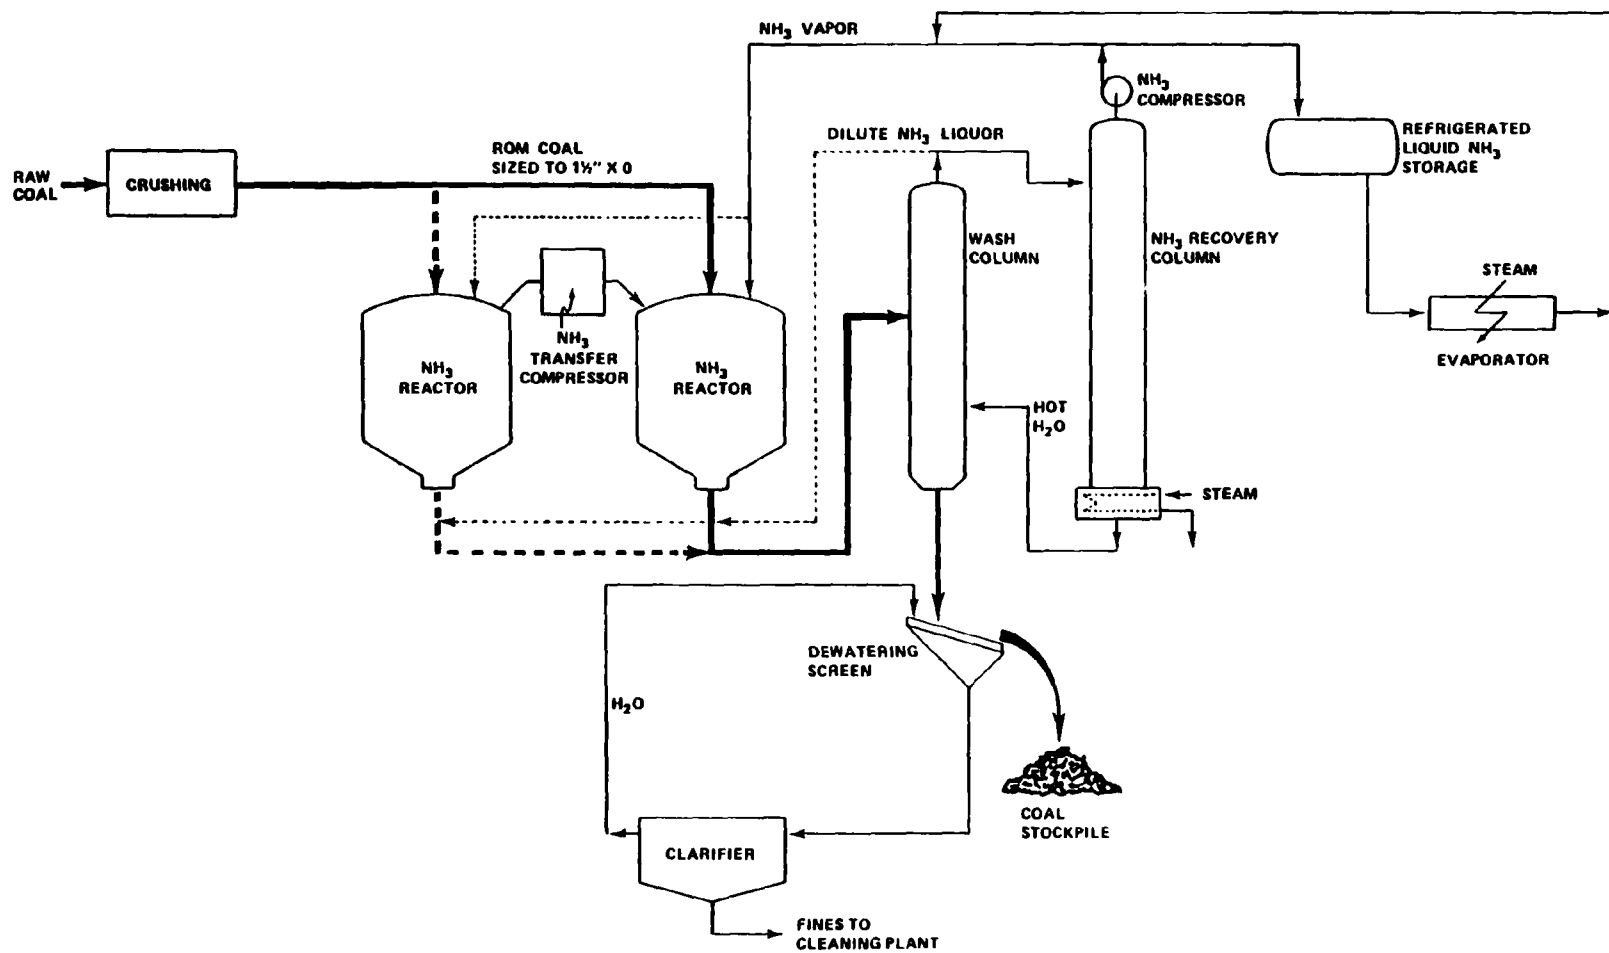 NH₃ VAPOR
NH₃
COMPRESSOR
DILUTE NH₃ LIQUOR
REFRIGERATED
LIQUID NH₃
STORAGE
ROM COAL
SIZED TO 1½" X 0
RAW
COAL
CRUSHING
WASH
COLUMN
NH₃ RECOVERY
COLUMN
STEAM
EVAPORATOR
NH₃
TRANSFER
COMPRESSOR
NH₃
REACTOR
NH₃
REACTOR
HOT
H₂O
STEAM
DEWATERING
SCREEN
H₂O
COAL
STOCKPILE
CLARIFIER
FINES TO
CLEANING PLANT